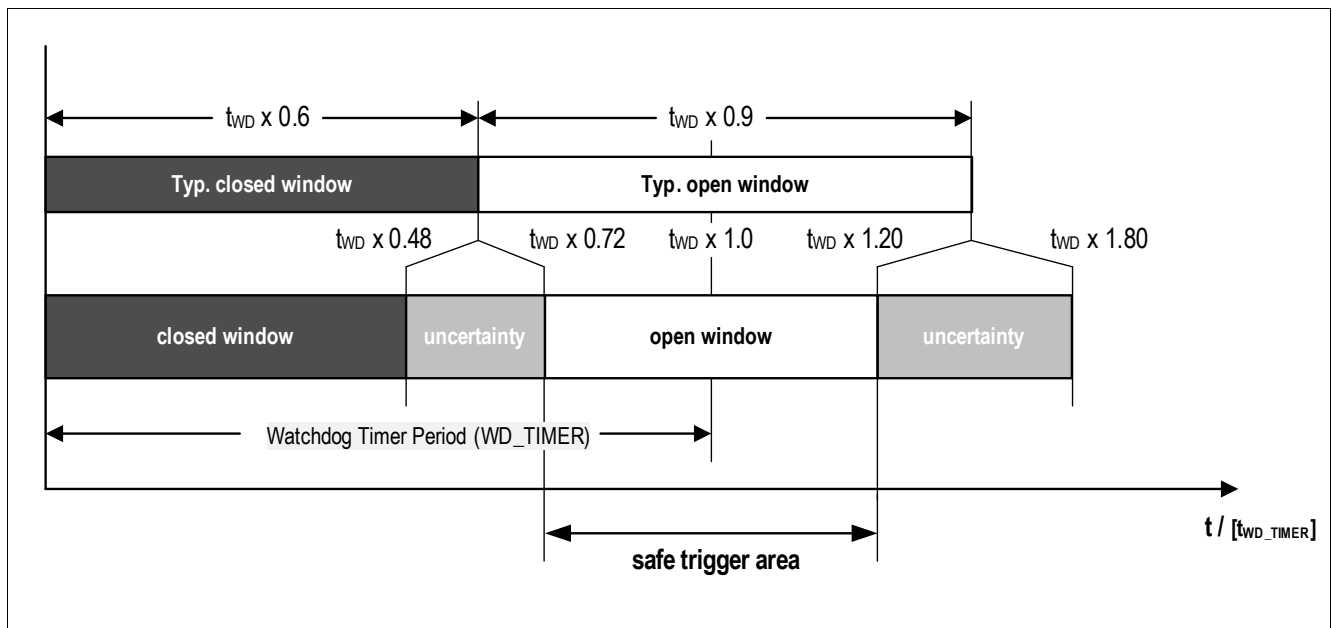 tWD x 0.6
tWD x 0.9
Typ. closed window
Typ. open window
tWD x 0.48
tWD x 0.72
tWD x 1.0
tWD x 1.20
tWD x 1.80
closed window
uncertainty
open window
uncertainty
Watchdog Timer Period (WD_TIMER)
t / [tWD_TIMER]
safe trigger area